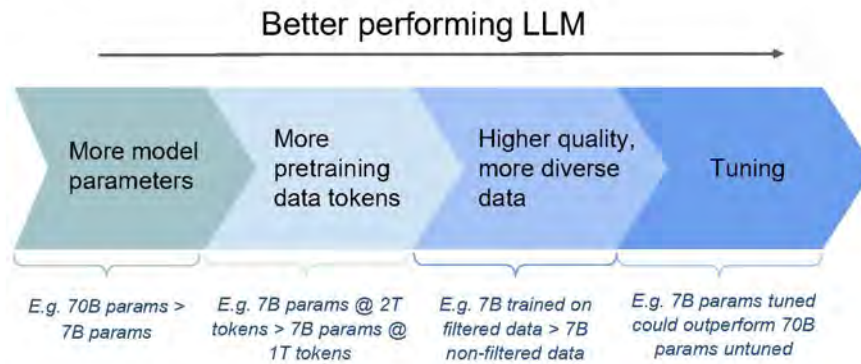 Better performing LLM
More model
parameters
More
pretraining
data tokens
Higher quality,
more diverse
data
Tuning
E.g. 70B params >
7B params
E.g. 7B params @ 2T
tokens > 7B params @
1T tokens
E.g. 7B trained on
filtered data > 7B
non-filtered data
E.g. 7B params tuned
could outperform 70B
params untuned